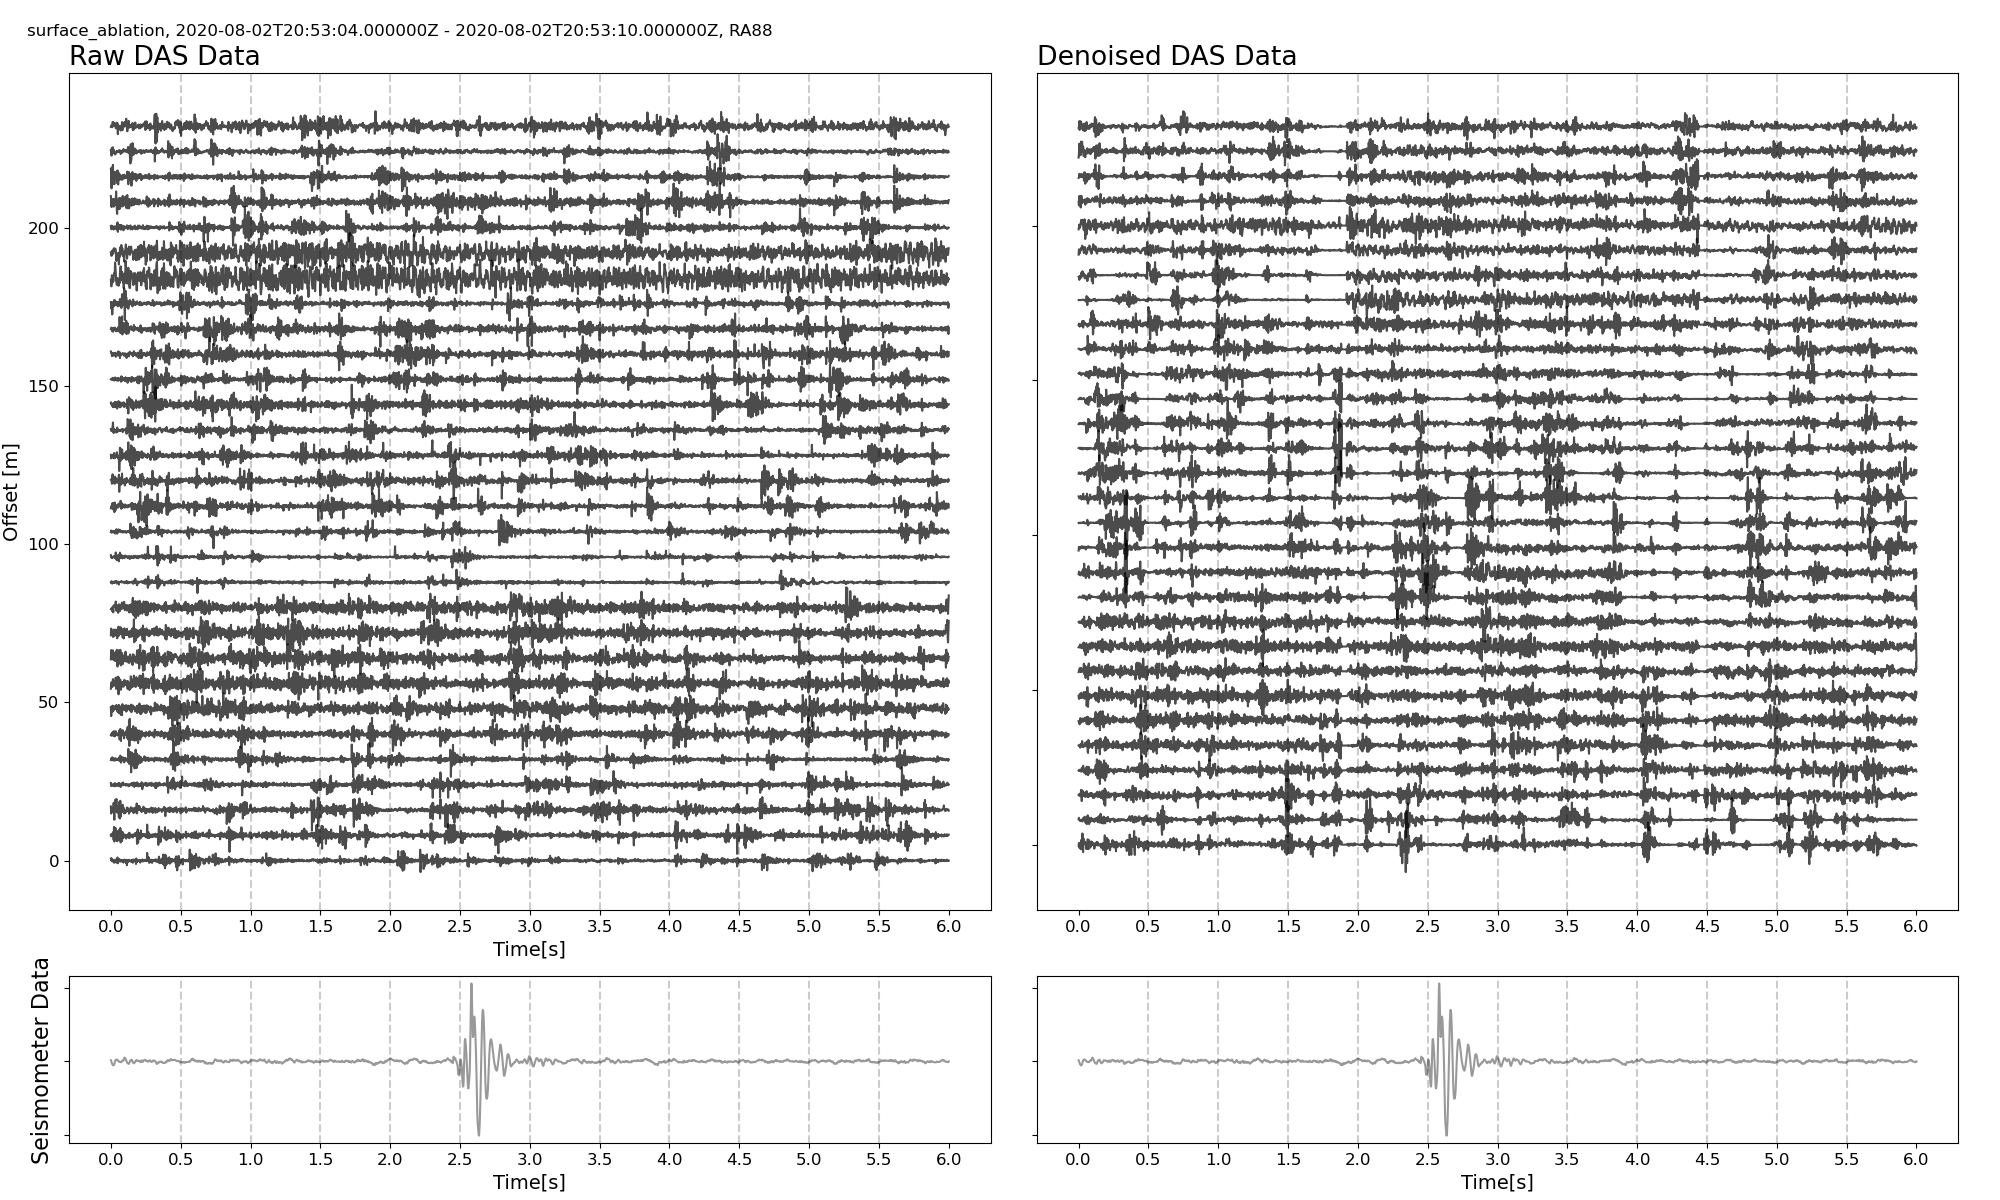 surface_ablation, 2020-08-02T20:53:04.000000Z - 2020-08-02T20:53:10.000000Z, RA88
Raw DAS Data
Denoised DAS Data
Offset [m]
200
150
100
50
0
0.0 0.5 1.0 1.5 2.0 2.5 3.0 3.5 4.0 4.5 5.0 5.5 6.0
Time[s]
0.0 0.5 1.0 1.5 2.0 2.5 3.0 3.5 4.0 4.5 5.0 5.5 6.0
Seismometer Data
0.0 0.5 1.0 1.5 2.0 2.5 3.0 3.5 4.0 4.5 5.0 5.5 6.0
Time[s]
0.0 0.5 1.0 1.5 2.0 2.5 3.0 3.5 4.0 4.5 5.0 5.5 6.0
Time[s]